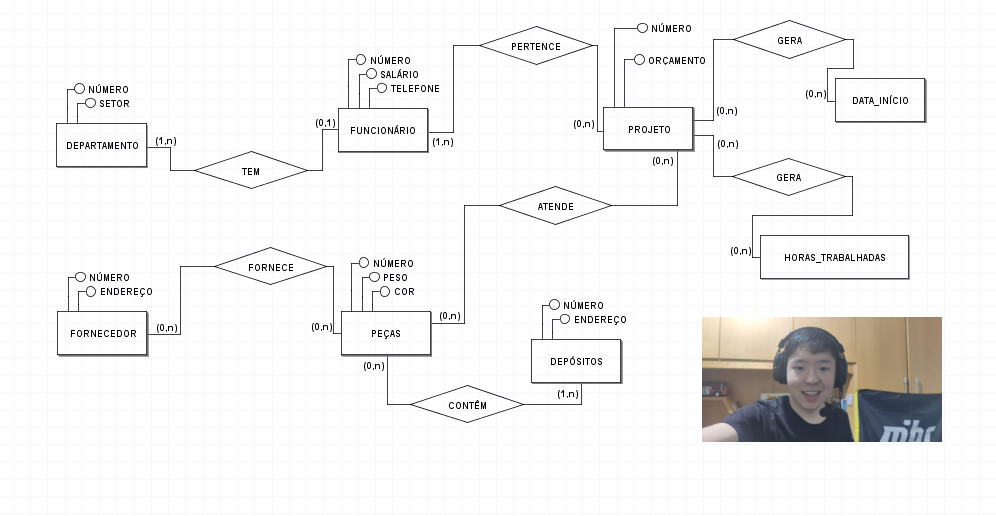 NÚMERO
SETOR
DEPARTAMENTO
(1,n)
TEM
(0,1)
NÚMERO
SALÁRIO
TELEFONE
FUNCIONÁRIO
(1,n)
PERTENCE
(0,n)
NÚMERO
ORÇAMENTO
PROJETO
(0,n)
GERA
(0,n)
DATA_INÍCIO
(0,n)
GERA
(0,n)
HORAS_TRABALHADAS
(0,n)
ATENDE
NÚMERO
ENDEREÇO
FORNECEDOR
(0,n)
FORNECE
(0,n)
NÚMERO
PESO
COR
PEÇAS
(0,n)
(0,n)
CONTÉM
(1,n)
NÚMERO
ENDEREÇO
DEPÓSITOS